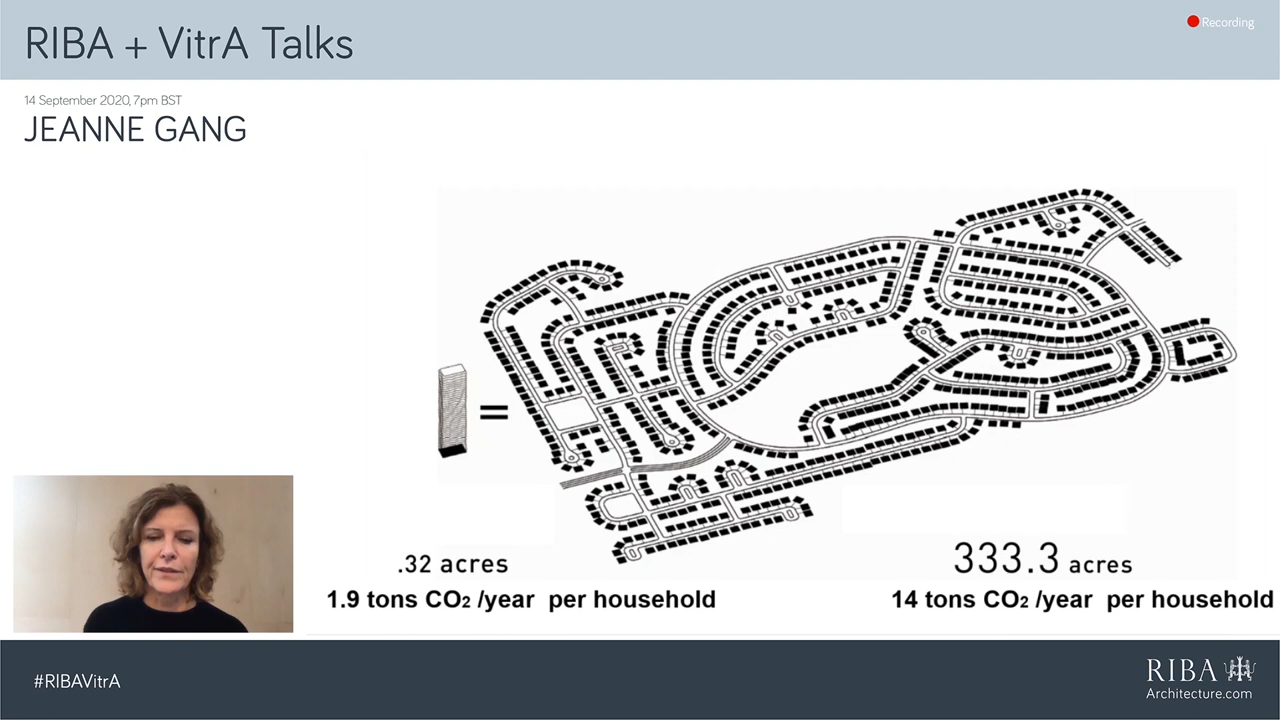 RIBA + VitrA Talks
Recording
14 September 2020, 7pm BST
JEANNE GANG
=
.32 acres
333.3 acres
1.9 tons CO2 /year per household
14 tons CO2 /year per household
#RIBAVitrA
RIBA
Architecture.com